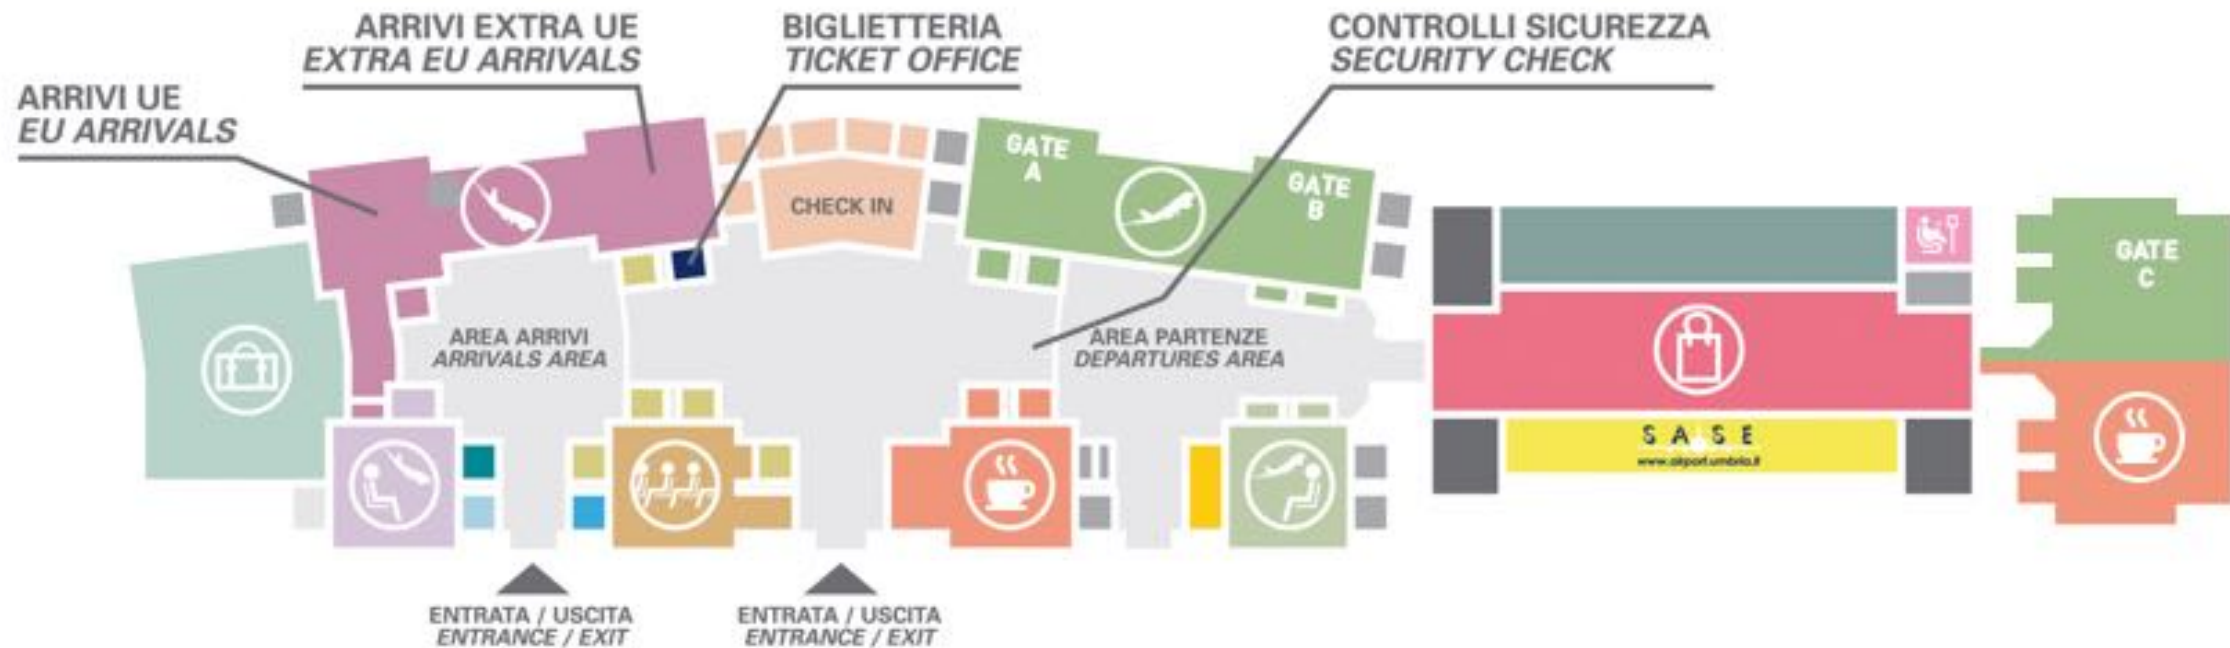 ARRIVI UE
EU ARRIVALS
ARRIVI EXTRA UE
EXTRA EU ARRIVALS
BIGLIETTERIA
TICKET OFFICE
CONTROLLI SICUREZZA
SECURITY CHECK
CHECK IN
GATE
A
GATE
B
GATE
C
AREA ARRIVI
ARRIVALS AREA
AREA PARTENZE
DEPARTURES AREA
SASE
www.airport.umbria.it
ENTRATA / USCITA
ENTRANCE / EXIT
ENTRATA / USCITA
ENTRANCE / EXIT